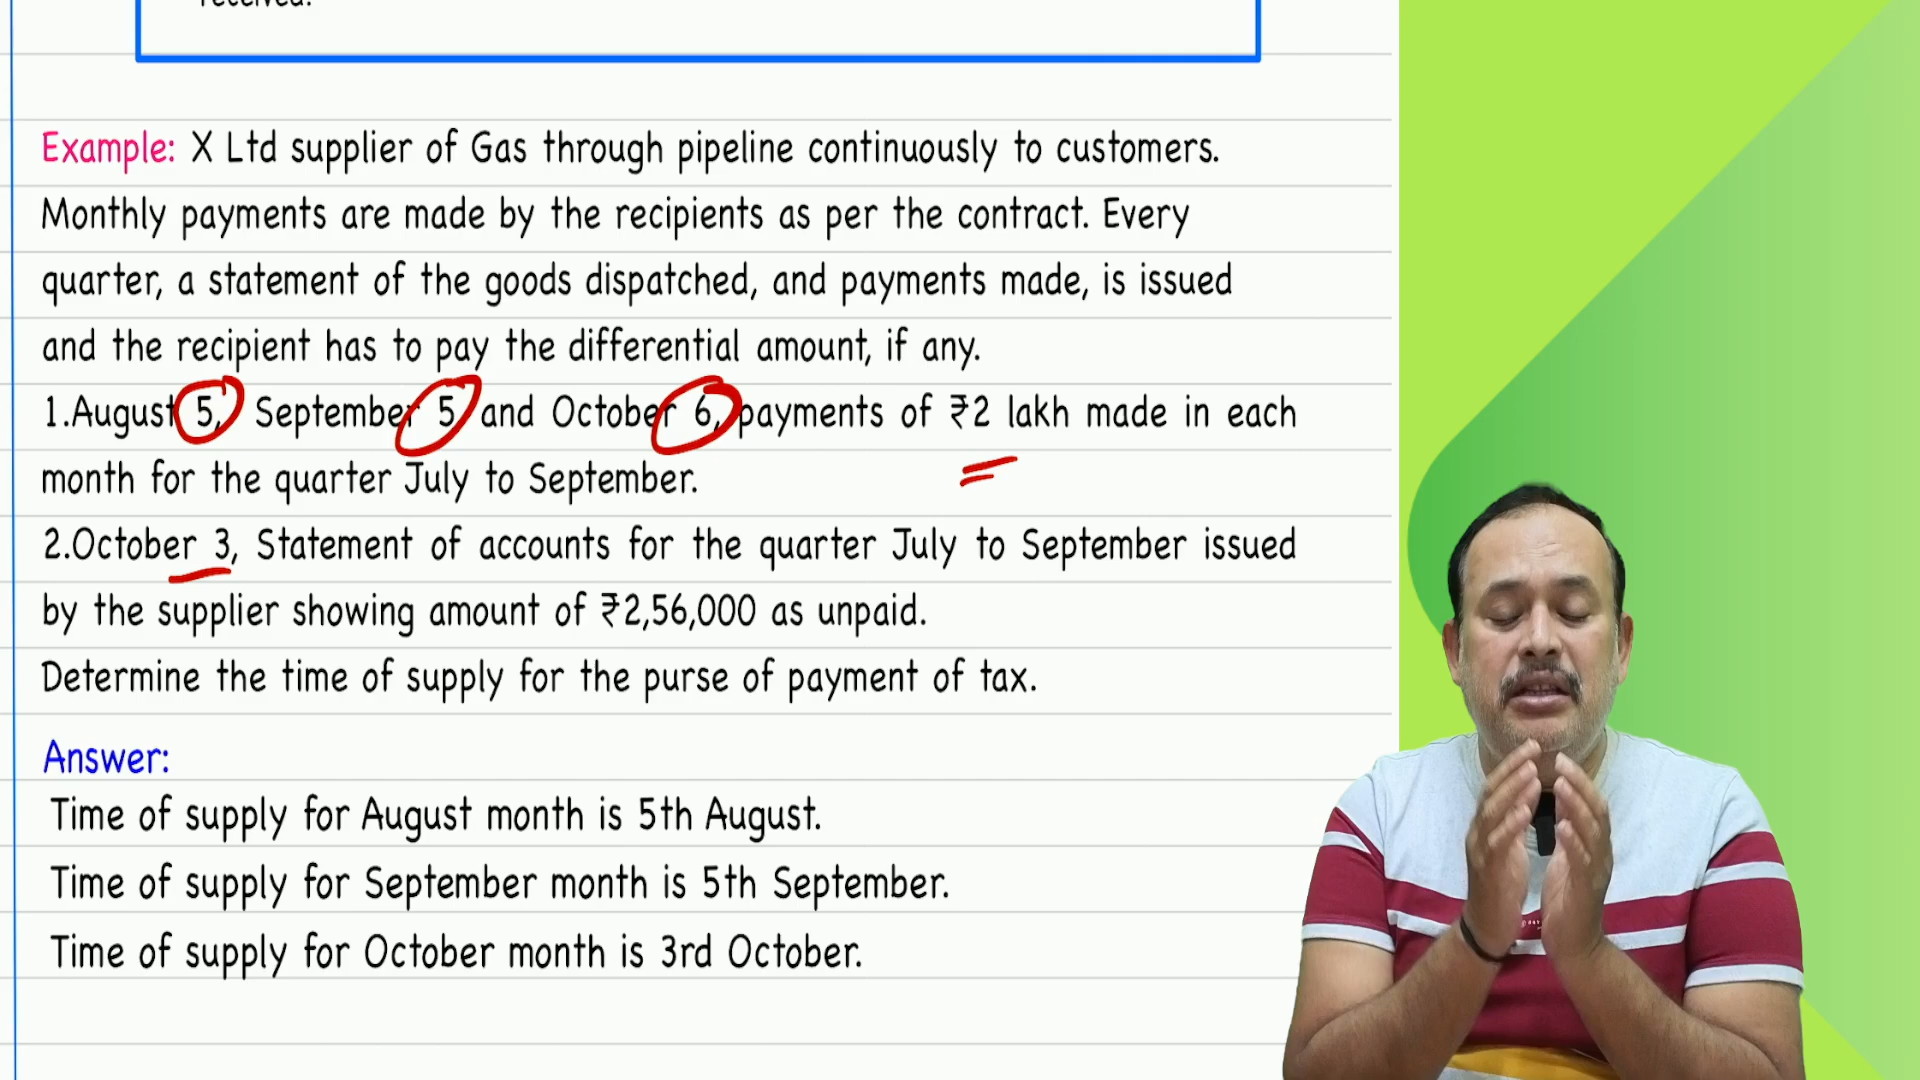 received.
Example: X Ltd supplier of Gas through pipeline continuously to customers.
Monthly payments are made by the recipients as per the contract. Every
quarter, a statement of the goods dispatched, and payments made, is issued
and the recipient has to pay the differential amount, if any.
1.August 5, September 5 and October 6, payments of ₹2 lakh made in each
month for the quarter July to September.
2.October 3, Statement of accounts for the quarter July to September issued
by the supplier showing amount of ₹2,56,000 as unpaid.
Determine the time of supply for the purse of payment of tax.
Answer:
Time of supply for August month is 5th August.
Time of supply for September month is 5th September.
Time of supply for October month is 3rd October.